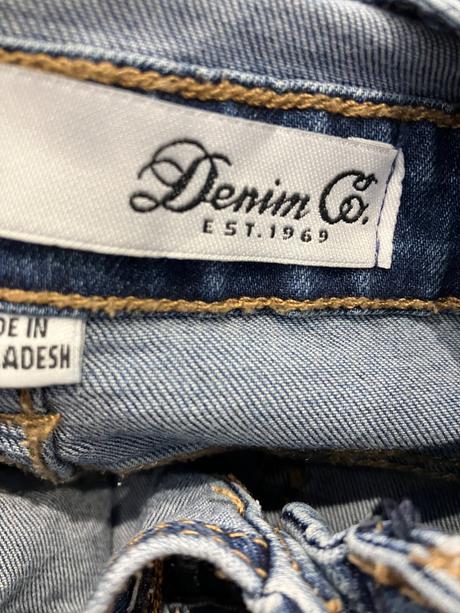 Denim Co.
EST.1969
DE IN
ADESH